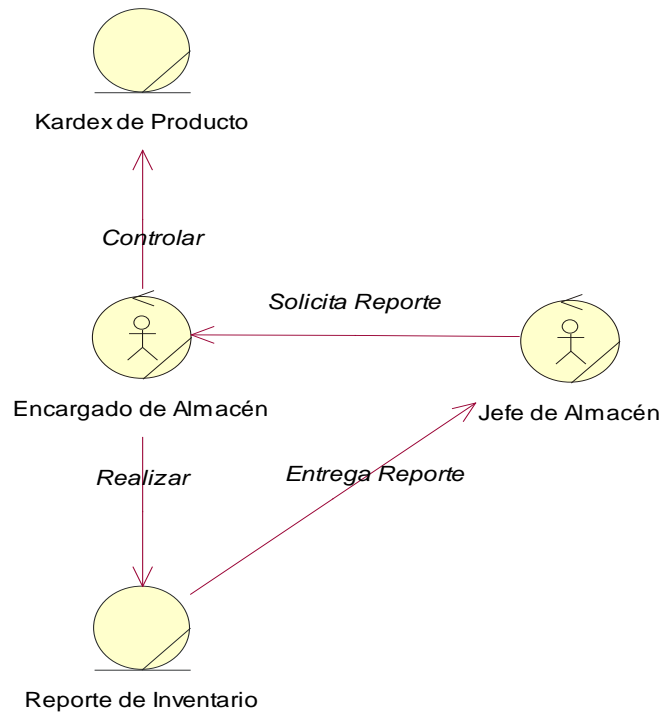 Kardex de Producto
Controlar
Solicita Reporte
Encargado de Almacén
Jefe de Almacén
Realizar
Entrega Reporte
Reporte de Inventario